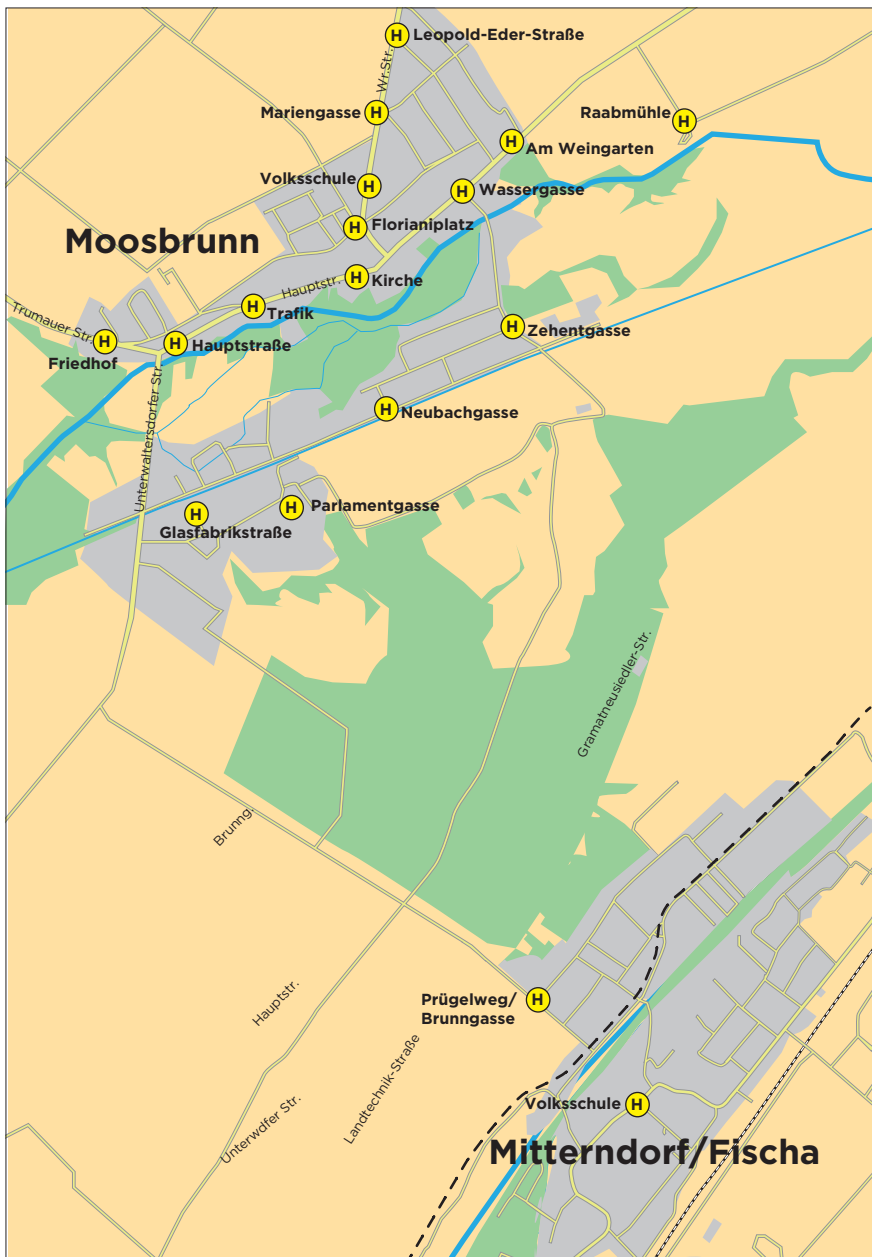 H Leopold-Eder-Straße
Wr.Str.
Mariengasse H
Raabmühle H
H Am Weingarten
Volksschule H
H Wassergasse
H Florianiplatz
Moosbrunn
H Kirche
Hauptstr.
H Trafik
Trumauer Str.
H Friedhof
H Hauptstraße
H Zehentgasse
Unterwaltersdorfer Str.
H Neubachgasse
H Parlamentgasse
H Glasfabrikstraße
Gramatneusiedler-Str.
Brunng.
Hauptstr.
Prügelweg/
Brunngasse H
Landtechnik-Straße
Unterwdfer Str.
Volksschule H
Mitterndorf/Fischa